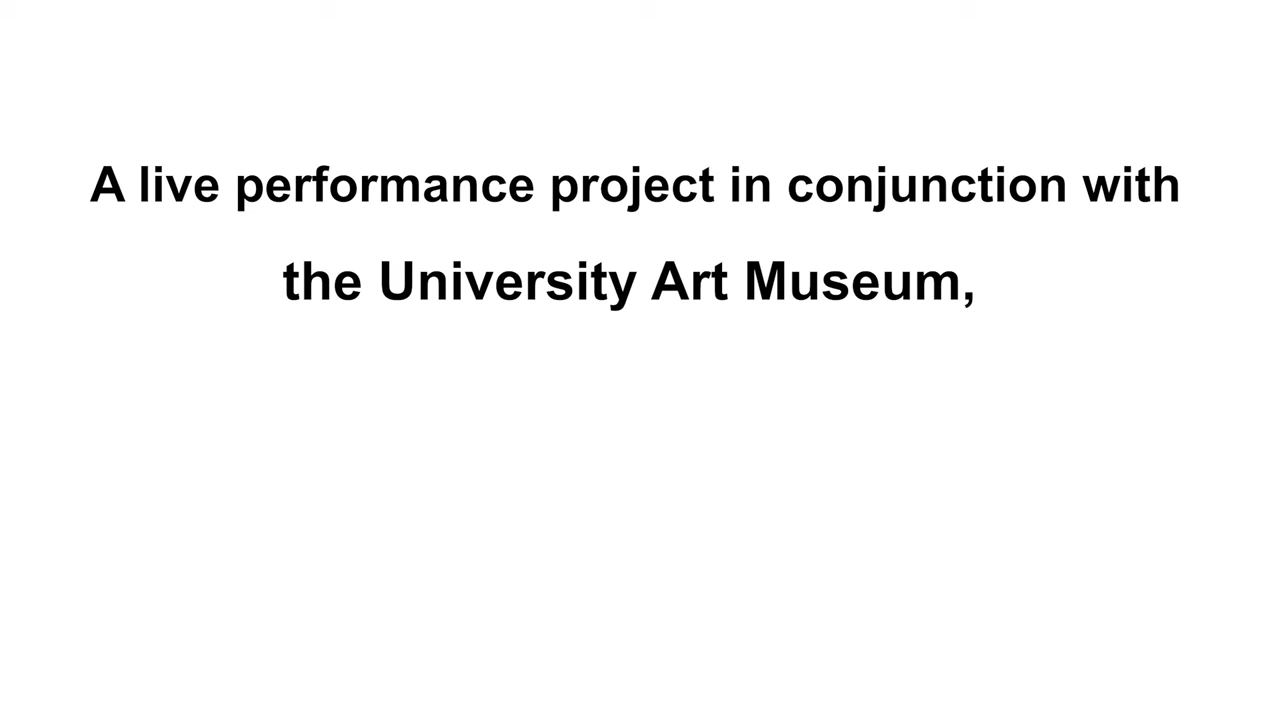 A live performance project in conjunction with
the University Art Museum,